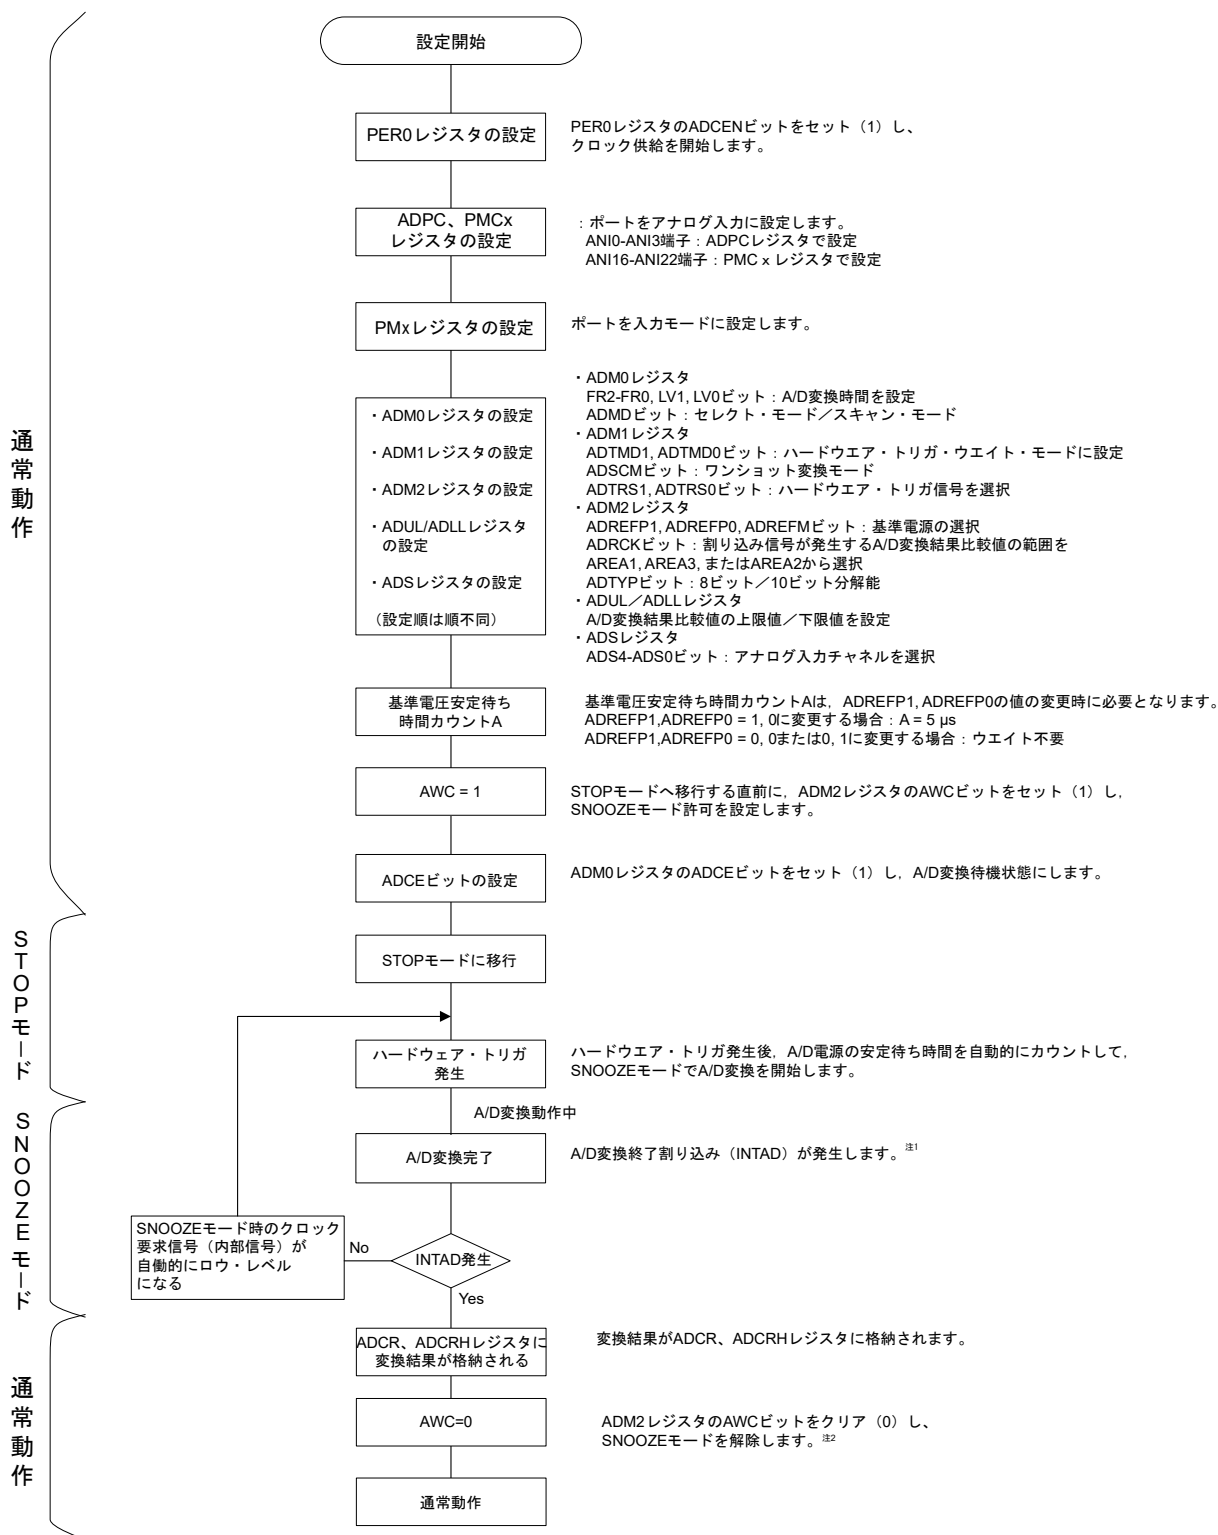 設定開始
PER0レジスタの設定
PER0レジスタのADCENビットをセット（1）し、
クロック供給を開始します。
ADPC、PMCx
レジスタの設定
：ポートをアナログ入力に設定します。
ANI0-ANI3端子：ADPCレジスタで設定
ANI16-ANI22端子：PMC x レジスタで設定
PMxレジスタの設定
ポートを入力モードに設定します。
・ADM0レジスタの設定
・ADM1レジスタの設定
・ADM2レジスタの設定
・ADUL/ADLLレジスタ
の設定
・ADSレジスタの設定
（設定順は順不同）
・ADM0レジスタ
FR2-FR0, LV1, LV0ビット：A/D変換時間を設定
ADMDビット：セレクト・モード／スキャン・モード
・ADM1レジスタ
ADTMD1, ADTMD0ビット：ハードウエア・トリガ・ウエイト・モードに設定
ADSCMビット：ワンショット変換モード
ADTRS1, ADTRS0ビット：ハードウエア・トリガ信号を選択
・ADM2レジスタ
ADREFP1, ADREFP0, ADREFMビット：基準電源の選択
ADRCKビット：割り込み信号が発生するA/D変換結果比較値の範囲を
AREA1, AREA3, またはAREA2から選択
ADTYPビット：8ビット／10ビット分解能
・ADUL／ADLLレジスタ
A/D変換結果比較値の上限値／下限値を設定
・ADSレジスタ
ADS4-ADS0ビット：アナログ入力チャネルを選択
通常動作
基準電圧安定待ち
時間カウントA
基準電圧安定待ち時間カウントAは，ADREFP1, ADREFP0の値の変更時に必要となります。
ADREFP1,ADREFP0 = 1, 0に変更する場合：A = 5 μs
ADREFP1,ADREFP0 = 0, 0または0, 1に変更する場合：ウエイト不要
AWC = 1
STOPモードへ移行する直前に，ADM2レジスタのAWCビットをセット（1）し，
SNOOZEモード許可を設定します。
ADCEビットの設定
ADM0レジスタのADCEビットをセット（1）し，A/D変換待機状態にします。
STOPモード
STOPモードに移行
ハードウェア・トリガ
発生
ハードウエア・トリガ発生後，A/D電源の安定待ち時間を自動的にカウントして，
SNOOZEモードでA/D変換を開始します。
A/D変換動作中
SNOOZEモード
A/D変換完了
A/D変換終了割り込み（INTAD）が発生します。注1
SNOOZEモード時のクロック
要求信号（内部信号）が
自働的にロウ・レベル
になる
No
INTAD発生
Yes
ADCR、ADCRHレジスタに
変換結果が格納される
変換結果がADCR、ADCRHレジスタに格納されます。
通常動作
AWC=0
ADM2レジスタのAWCビットをクリア（0）し、
SNOOZEモードを解除します。注2
通常動作